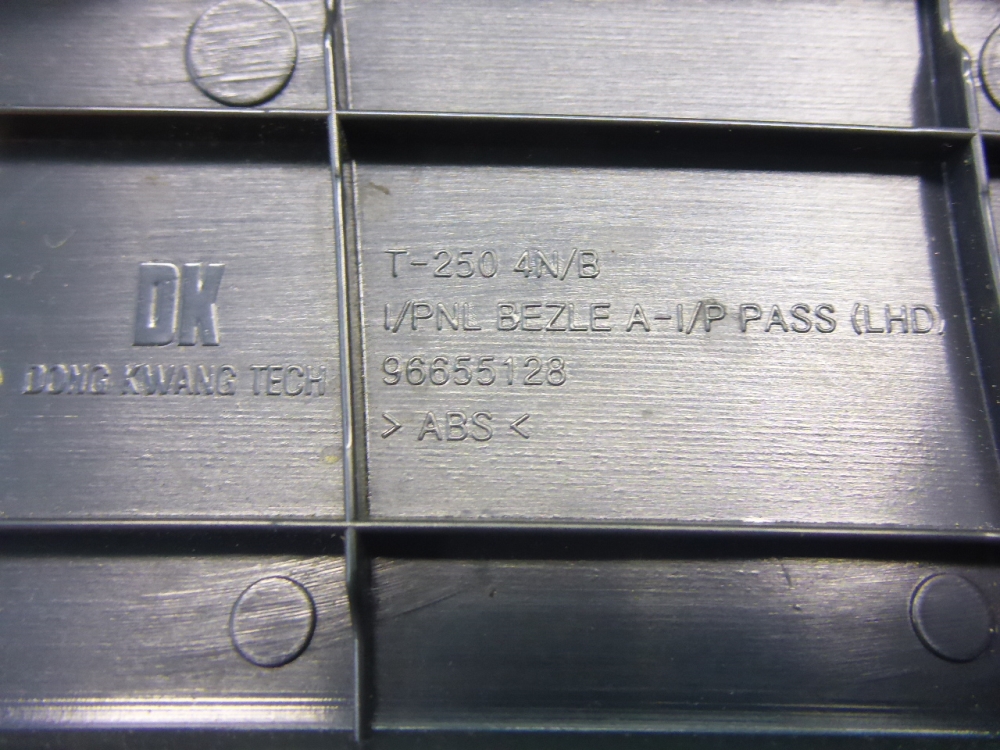 DK
DONG KWANG TECH
T-250 4N/B
I/PNL BEZLE A-I/P PASS (LHD)
96655128
> ABS <